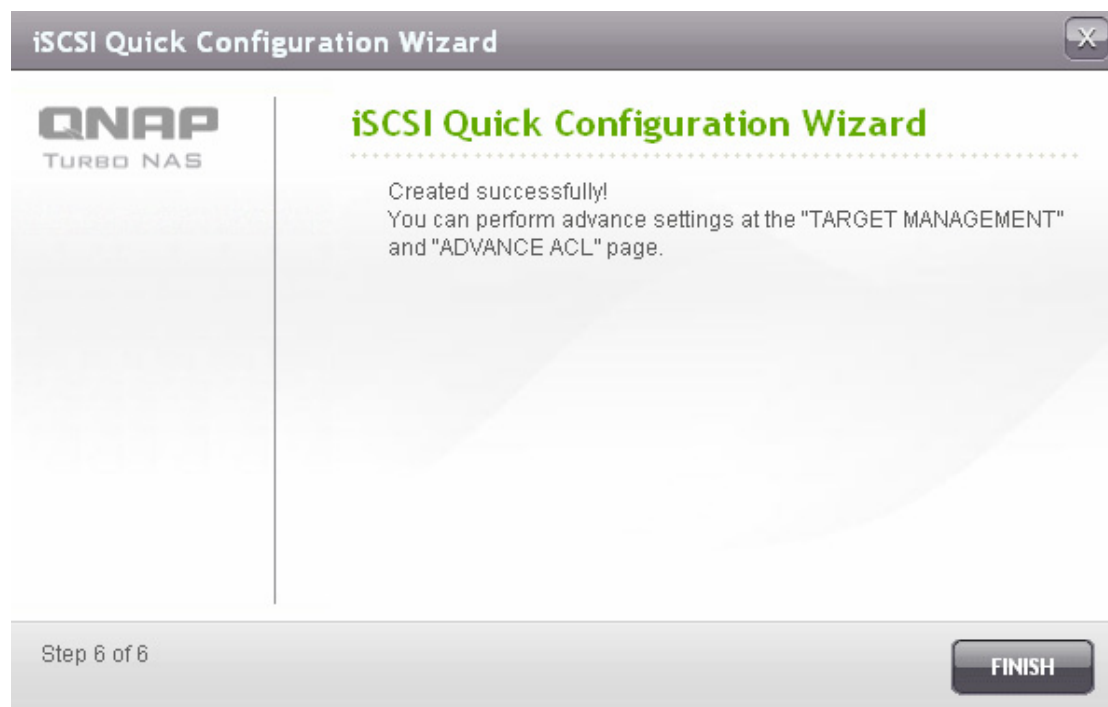 iSCSI Quick Configuration Wizard
X
QNAP
TURBO NAS
iSCSI Quick Configuration Wizard
Created successfully!
You can perform advance settings at the "TARGET MANAGEMENT"
and "ADVANCE ACL" page.
Step 6 of 6
FINISH